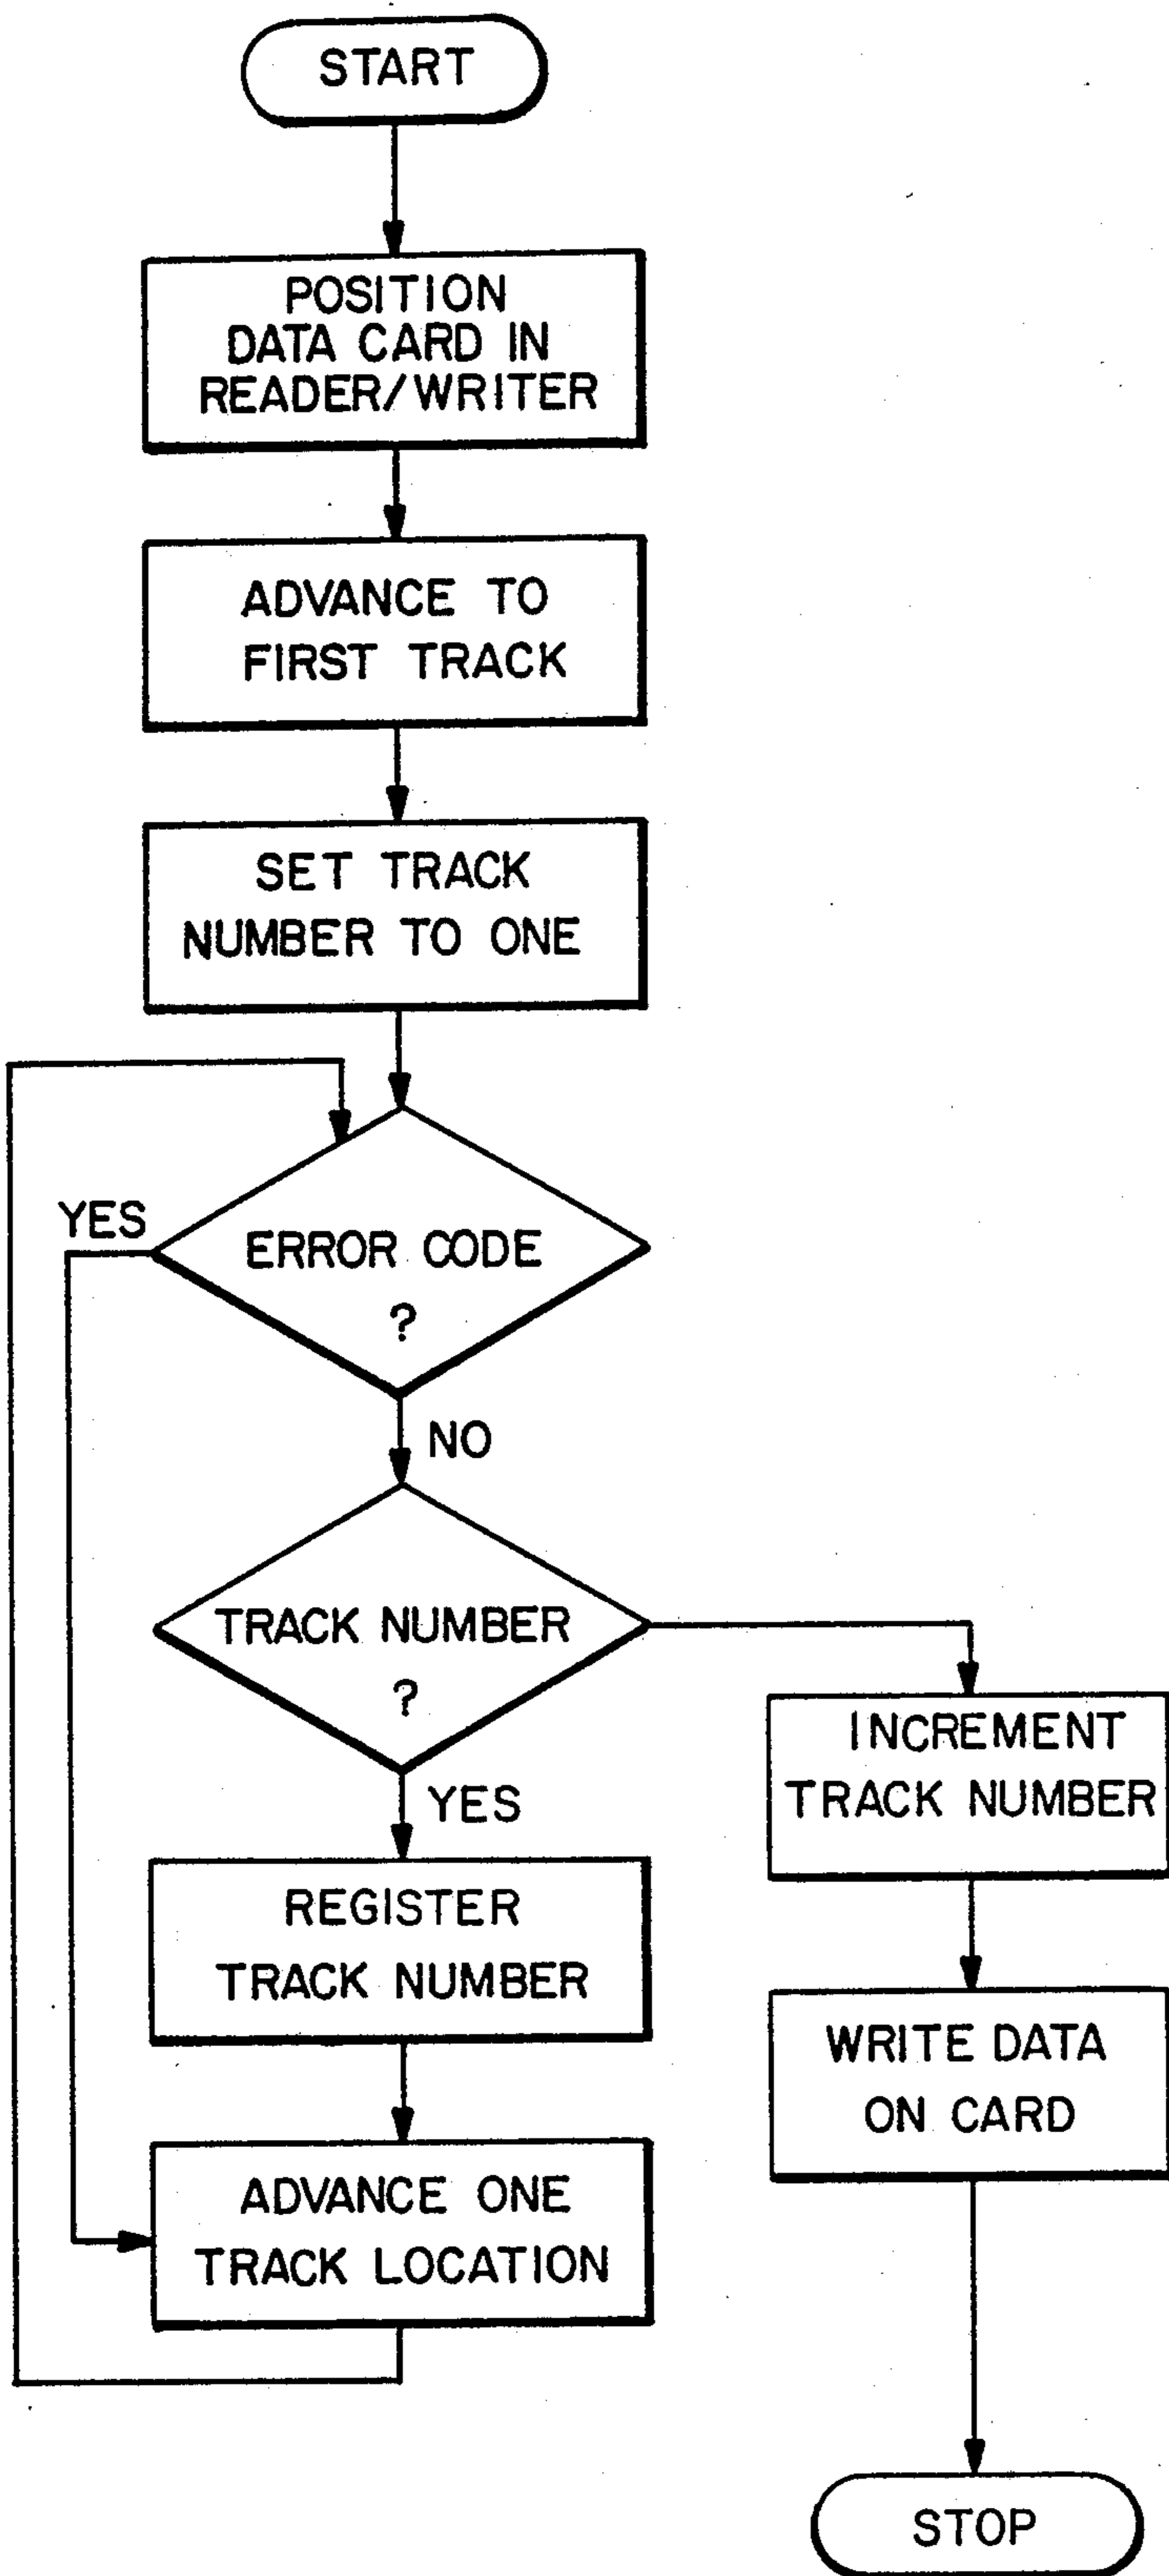 START
POSITION
DATA CARD IN
READER/WRITER
ADVANCE TO
FIRST TRACK
SET TRACK
NUMBER TO ONE
YES
ERROR CODE
?
NO
TRACK NUMBER
?
YES
REGISTER
TRACK NUMBER
ADVANCE ONE
TRACK LOCATION
INCREMENT
TRACK NUMBER
WRITE DATA
ON CARD
STOP